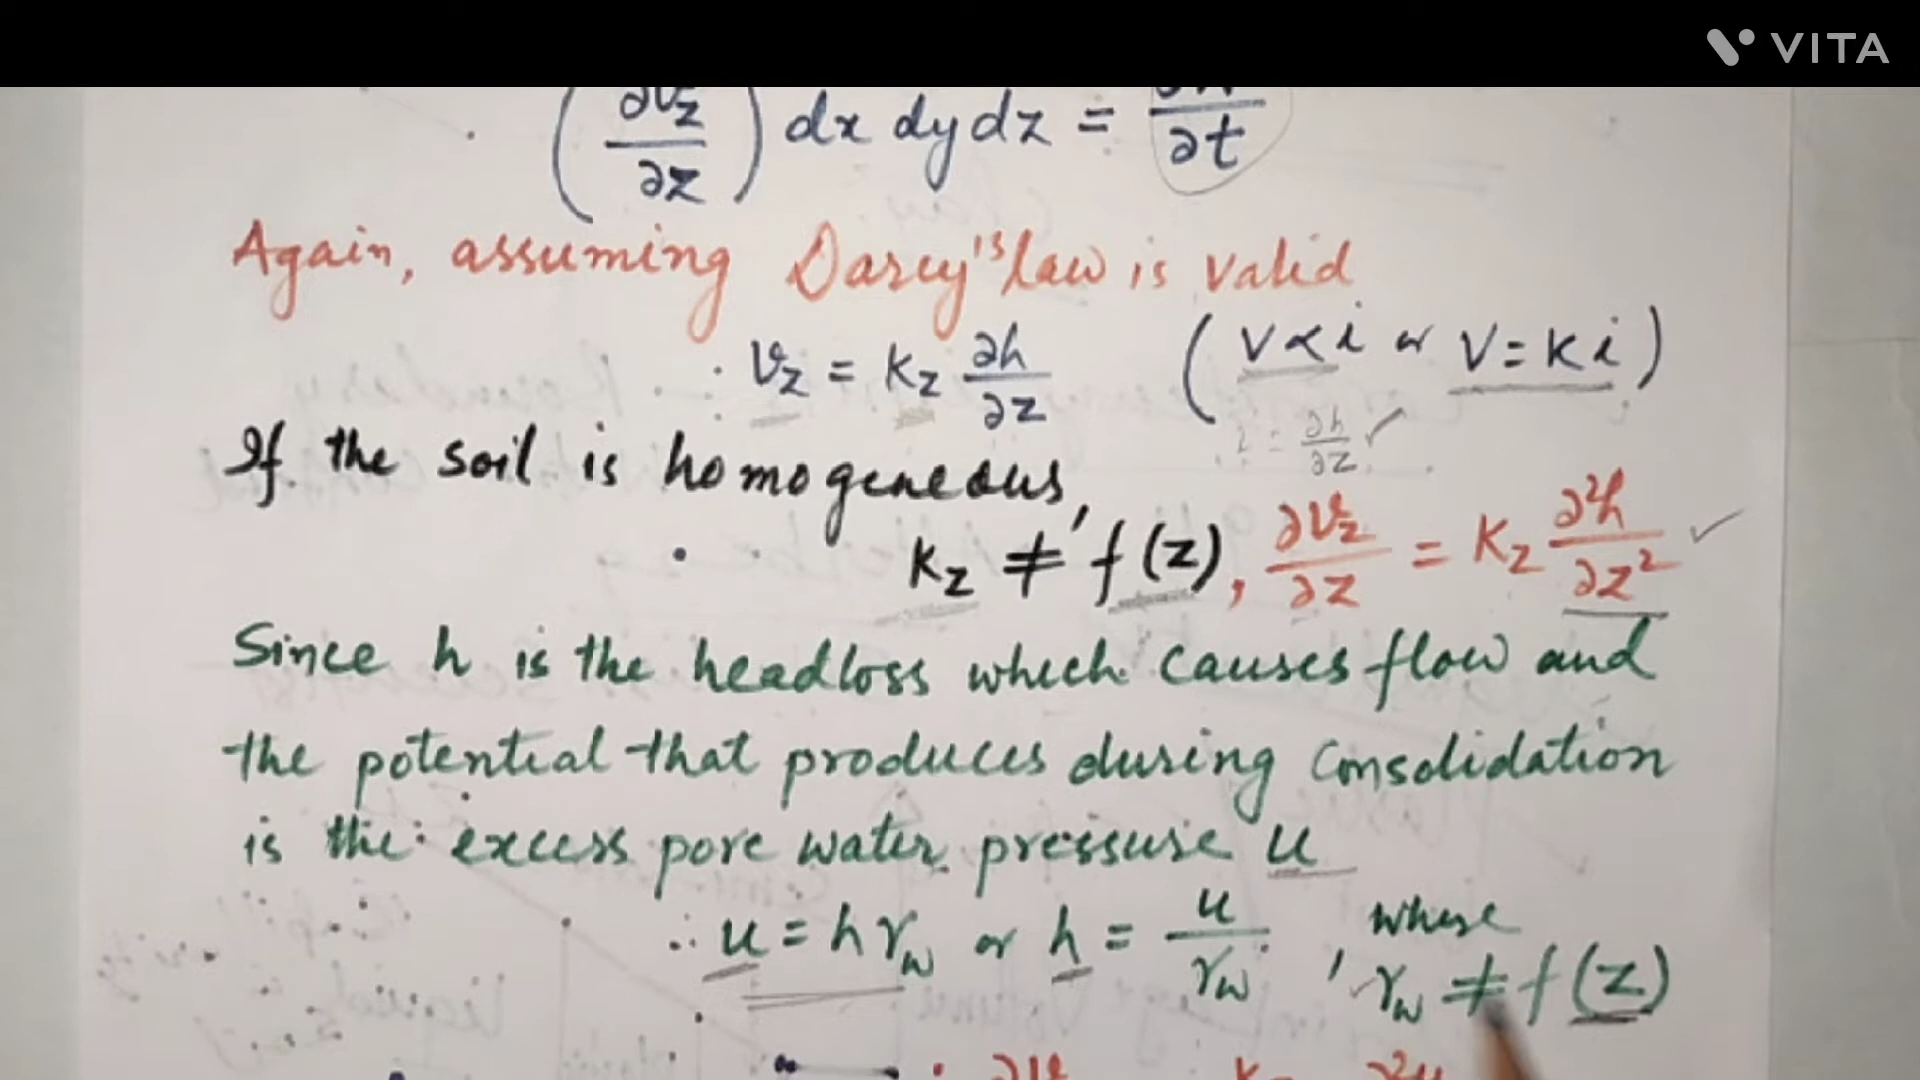 VITA
(∂Vz/∂z) dx dy dz = /∂t
Again, assuming Darcy's law is valid
∴ Vz = Kz ∂h/∂z (V ∝ i or V = Ki)
i = ∂h/∂z ✓
If the soil is homogeneous,
Kz ≠ f(z), ∂Vz/∂z = Kz ∂²h/∂z² ✓
Since h is the headloss which causes flow and
the potential that produces during consolidation
is the excess pore water pressure u
∴ u = hγw or h = u/γw, where
γw ≠ f(z)